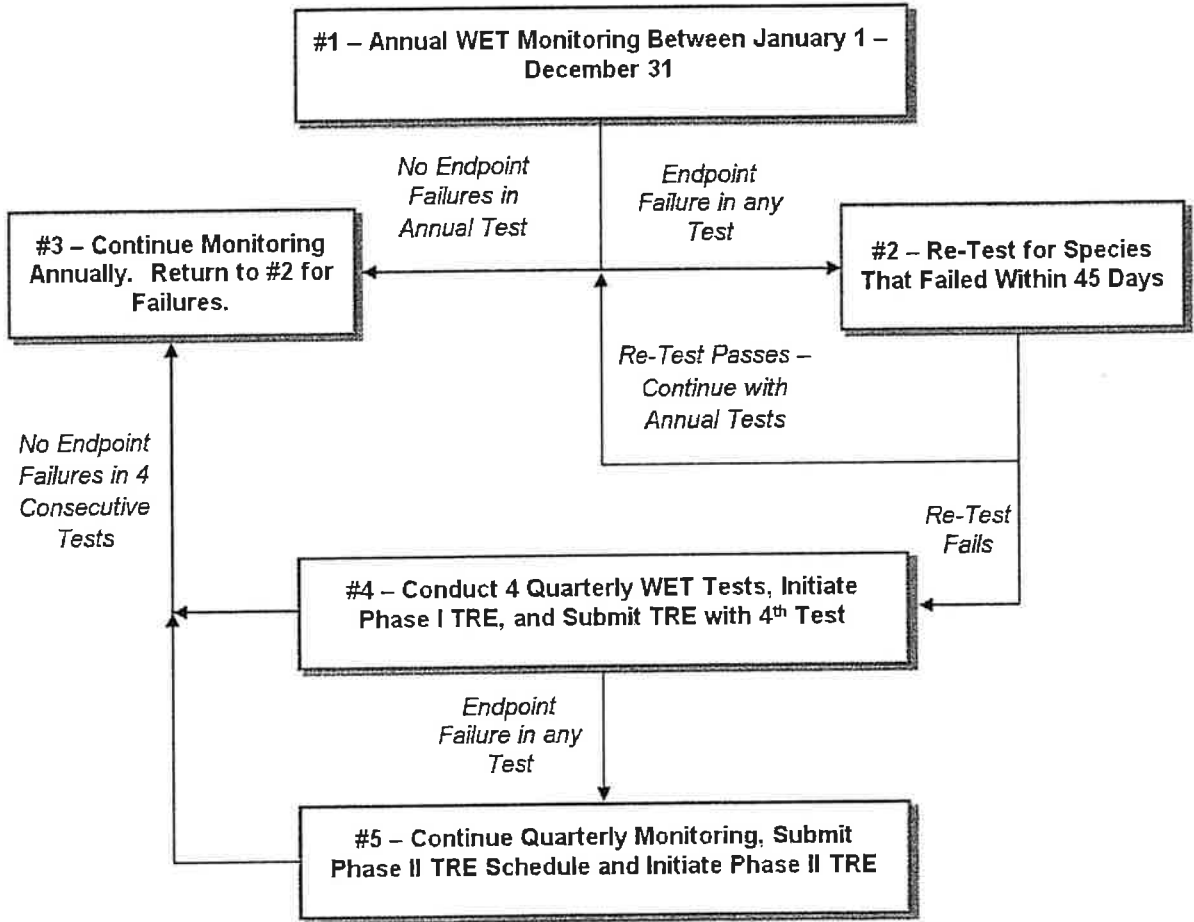 #1 – Annual WET Monitoring Between January 1 –
December 31
No Endpoint
Failures in
Annual Test
Endpoint
Failure in any
Test
#3 – Continue Monitoring
Annually. Return to #2 for
Failures.
#2 – Re-Test for Species
That Failed Within 45 Days
Re-Test Passes –
Continue with
Annual Tests
No Endpoint
Failures in 4
Consecutive
Tests
Re-Test
Fails
#4 – Conduct 4 Quarterly WET Tests, Initiate
Phase I TRE, and Submit TRE with 4th Test
Endpoint
Failure in any
Test
#5 – Continue Quarterly Monitoring, Submit
Phase II TRE Schedule and Initiate Phase II TRE